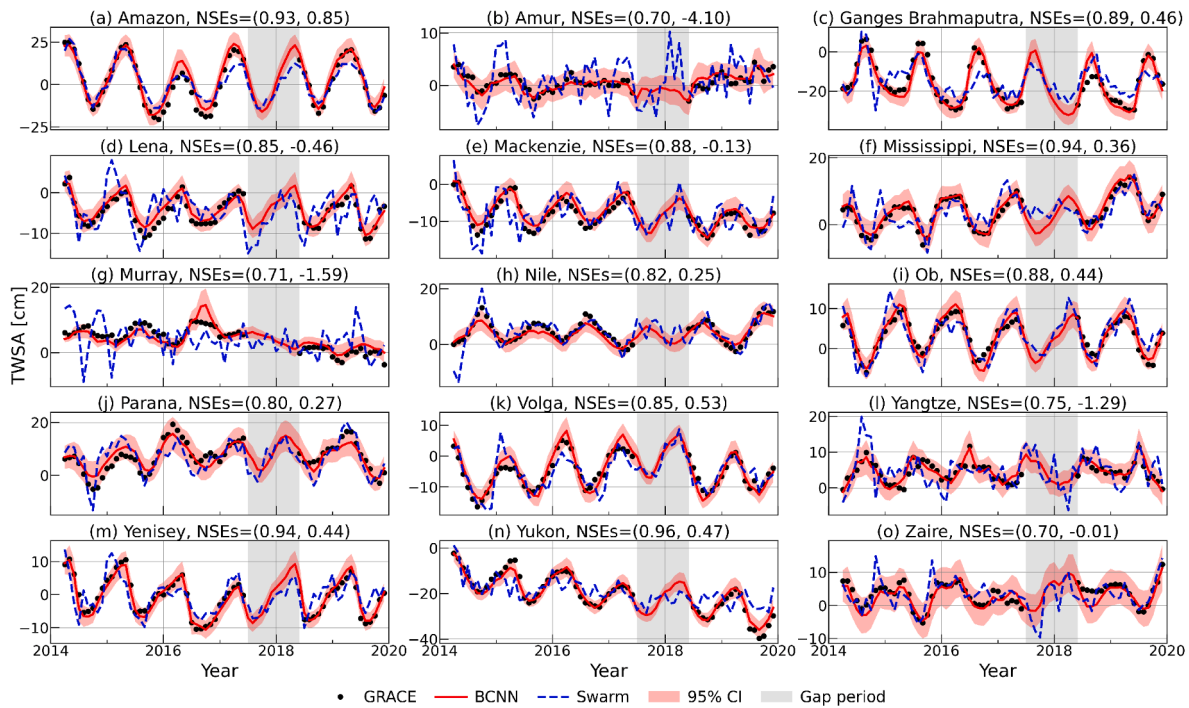 (a) Amazon, NSEs=(0.93, 0.85)
(b) Amur, NSEs=(0.70, -4.10)
(c) Ganges Brahmaputra, NSEs=(0.89, 0.46)
25
0
−25
10
0
0
−20
(d) Lena, NSEs=(0.85, -0.46)
(e) Mackenzie, NSEs=(0.88, -0.13)
(f) Mississippi, NSEs=(0.94, 0.36)
0
−10
0
−10
20
0
(g) Murray, NSEs=(0.71, -1.59)
(h) Nile, NSEs=(0.82, 0.25)
(i) Ob, NSEs=(0.88, 0.44)
TWSA [cm]
20
0
20
0
10
0
(j) Parana, NSEs=(0.80, 0.27)
(k) Volga, NSEs=(0.85, 0.53)
(l) Yangtze, NSEs=(0.75, -1.29)
20
0
10
0
−10
20
10
0
(m) Yenisey, NSEs=(0.94, 0.44)
(n) Yukon, NSEs=(0.96, 0.47)
(o) Zaire, NSEs=(0.70, -0.01)
10
0
−10
0
−20
−40
10
0
−10
2014 2016 2018 2020
2014 2016 2018 2020
2014 2016 2018 2020
Year
Year
Year
GRACE BCNN Swarm 95% CI Gap period